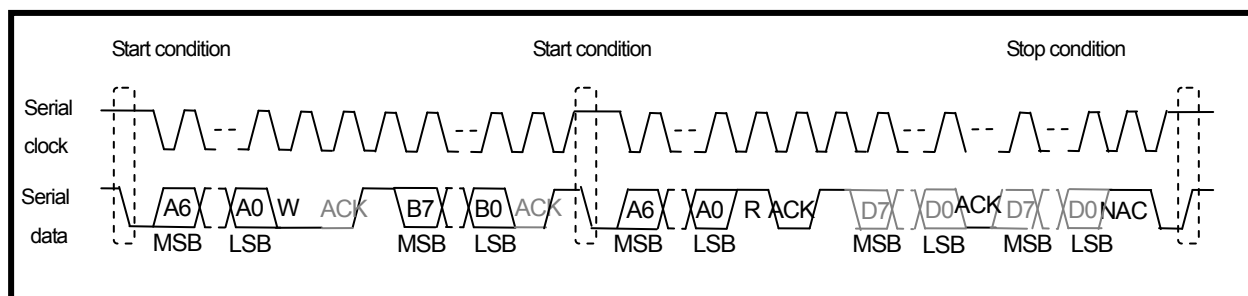 Start condition Start condition Stop condition
Serial
clock
Serial
data
A6 A0 W ACK B7 B0 ACK A6 A0 R ACK D7 D0 ACK D7 D0 NAC
MSB LSB MSB LSB MSB LSB MSB LSB MSB LSB